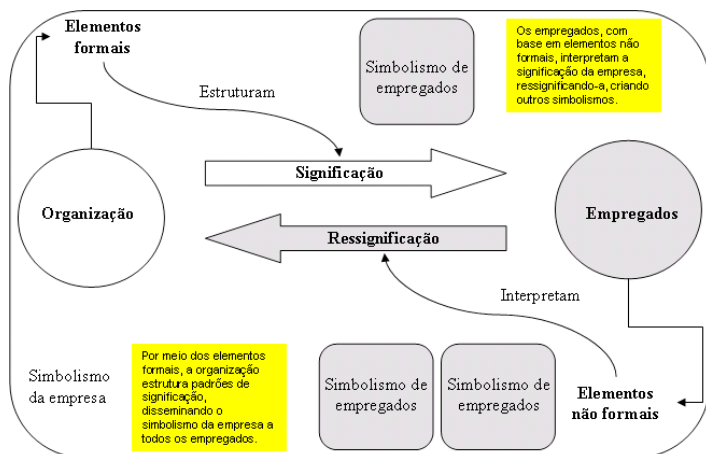 Elementos
formais
Simbolismo de
empregados
Os empregados, com
base em elementos não
formais, interpretam a
significação da empresa,
ressignificando-a, criando
outros simbolismos.
Estruturam
Significação
Organização
Empregados
Ressignificação
Interpretam
Simbolismo
da empresa
Por meio dos elementos
formais, a organização
estrutura padrões de
significação,
disseminando o
simbolismo da empresa a
todos os empregados.
Simbolismo de
empregados
Simbolismo de
empregados
Elementos
não formais